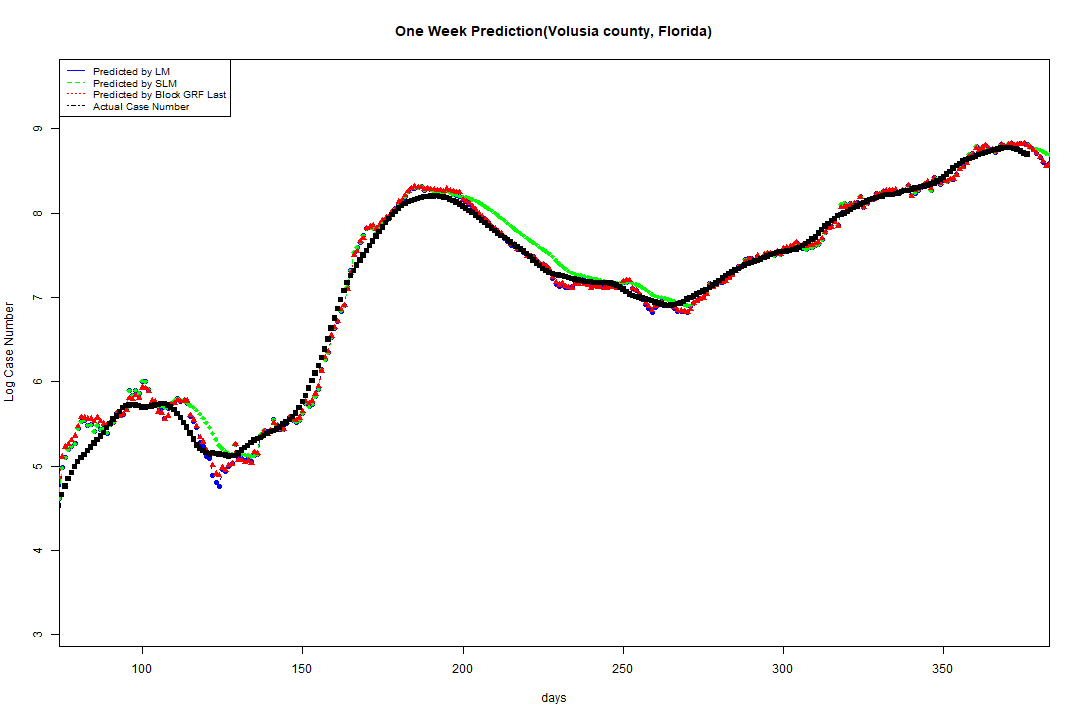 One Week Prediction(Volusia county, Florida)
Predicted by LM
Predicted by SLM
Predicted by Block GRF Last
Actual Case Number
Log Case Number
9
8
7
6
5
4
3
100 150 200 250 300 350
days